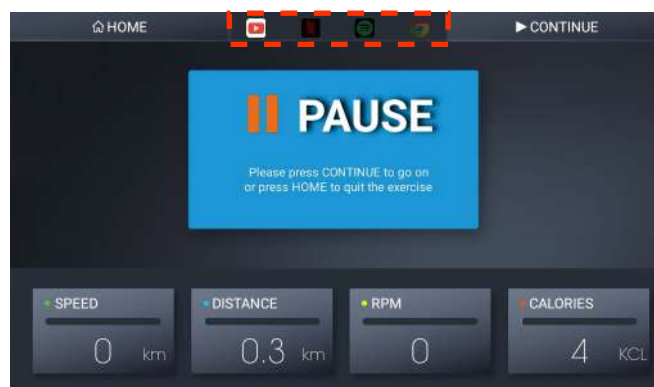 HOME
CONTINUE
PAUSE
Please press CONTINUE to go on
or press HOME to quit the exercise
SPEED
DISTANCE
RPM
CALORIES
0 km
0.3 km
0
4 KCL